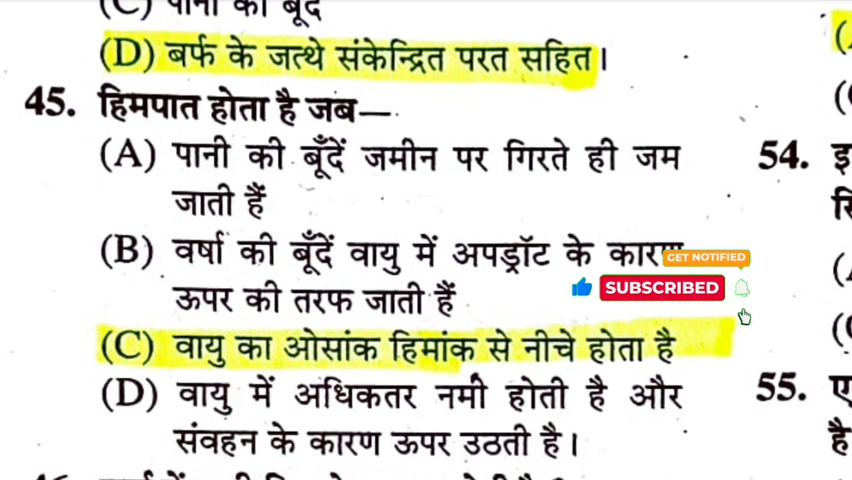 (C) पानी की बूँद
(D) बर्फ के जत्थे संकेन्द्रित परत सहित।
45. हिमपात होता है जब—
(A) पानी की बूँदें जमीन पर गिरते ही जम
जाती हैं
(B) वर्षा की बूँदें वायु में अपड्रॉट के कारण
ऊपर की तरफ जाती हैं
(C) वायु का ओसांक हिमांक से नीचे होता है
(D) वायु में अधिकतर नमी होती है और
संवहन के कारण ऊपर उठती है।
GET NOTIFIED
SUBSCRIBED
54.
55.
है